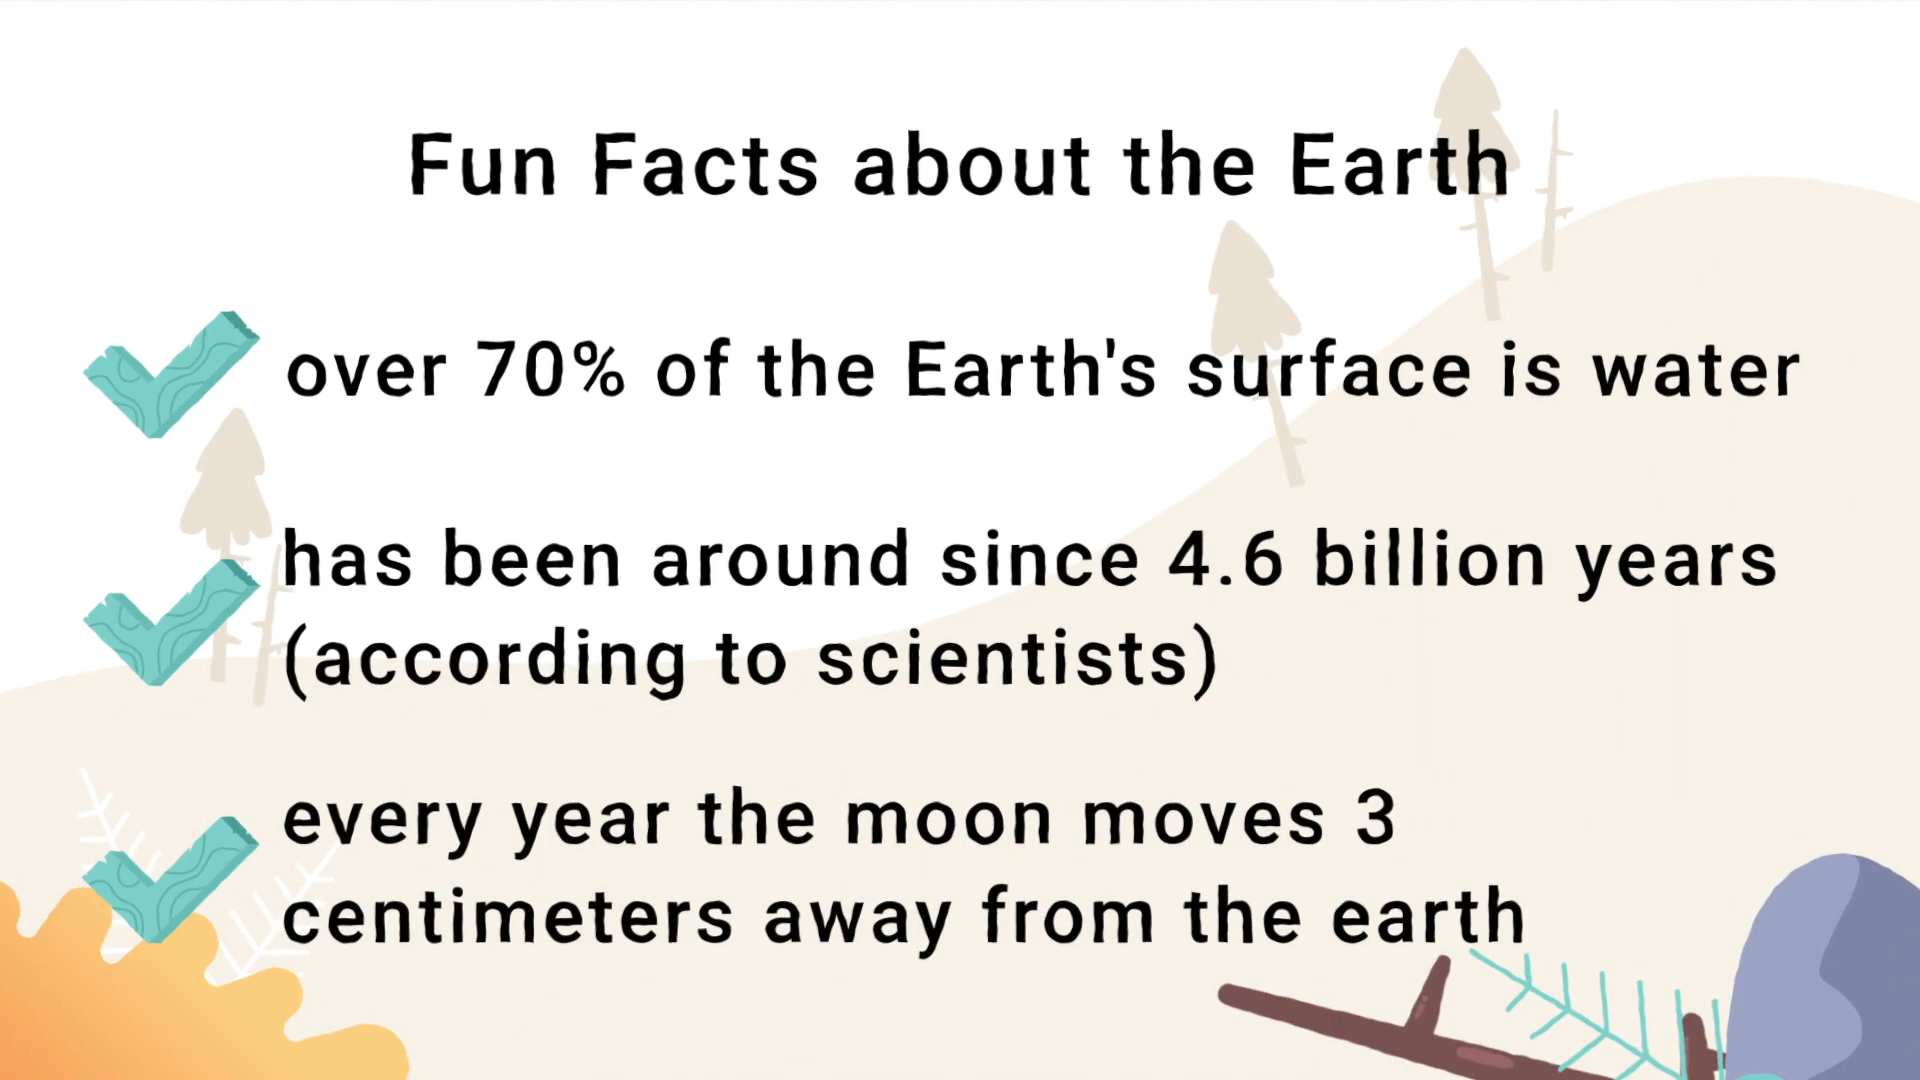 Fun Facts about the Earth
over 70% of the Earth's surface is water
has been around since 4.6 billion years
(according to scientists)
every year the moon moves 3
centimeters away from the earth